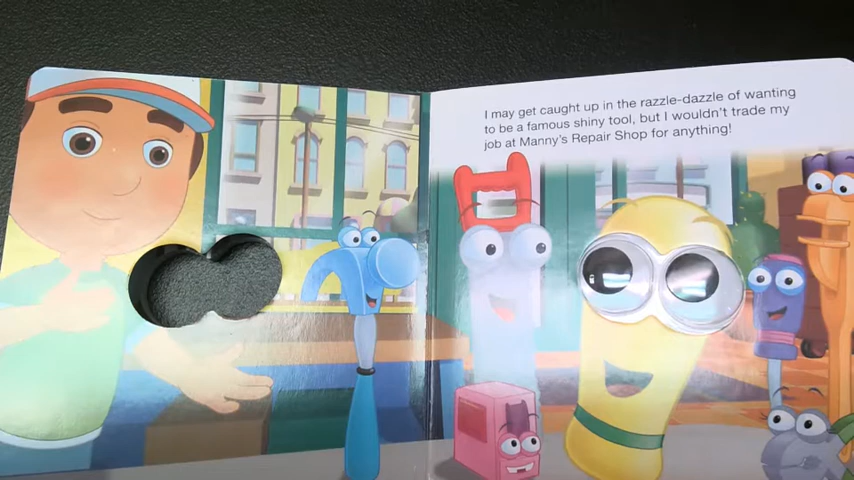 I may get caught up in the razzle-dazzle of wanting
to be a famous shiny tool, but I wouldn't trade my
job at Manny's Repair Shop for anything!